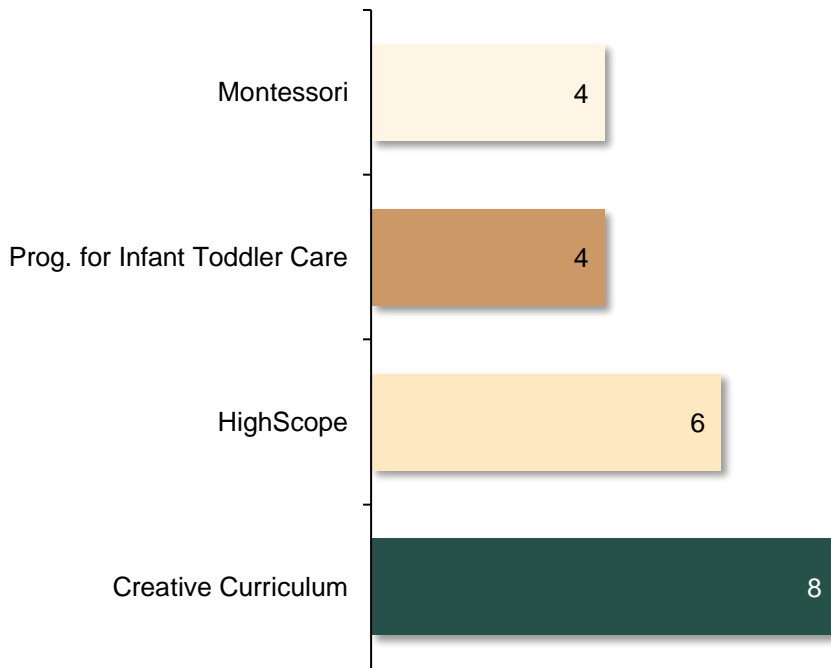 Montessori 4
Prog. for Infant Toddler Care 4
HighScope 6
Creative Curriculum 8